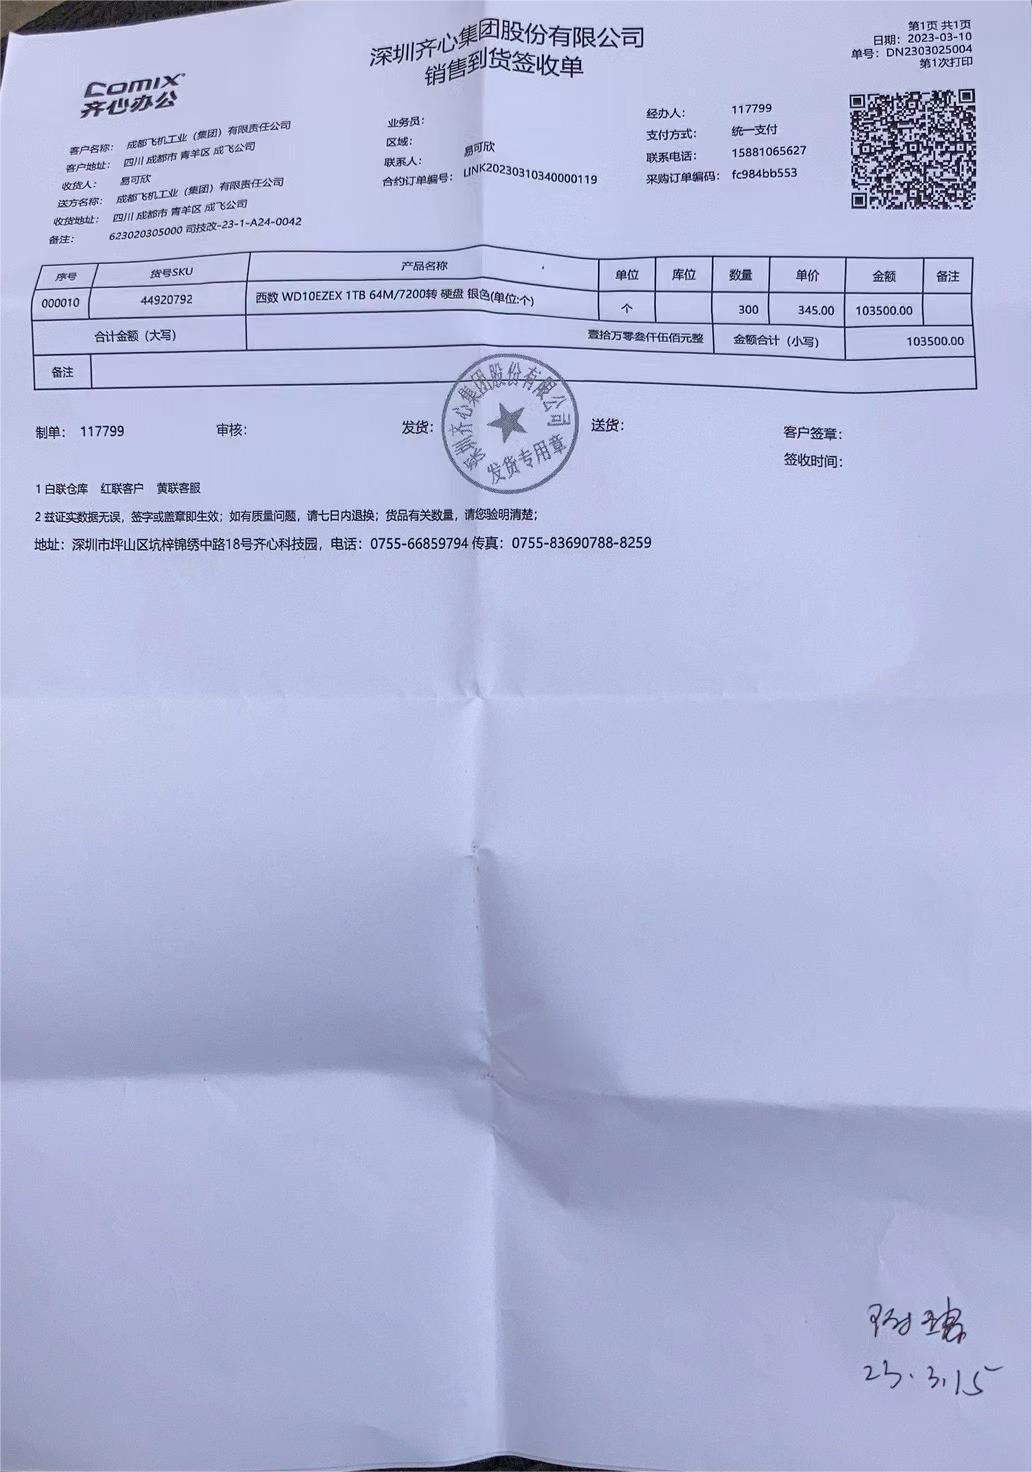 深圳齐心集团股份有限公司
销售到货签收单
第1页 共1页
日期: 2023-03-10
单号: DN2303025004
第1次打印
COMIX
齐心办公
客户名称: 成都飞机工业(集团)有限责任公司
客户地址: 四川 成都市 青羊区 成飞公司
收货人: 易可欣
送方名称: 成都飞机工业(集团)有限责任公司
收货地址: 四川 成都市 青羊区 成飞公司
备注: 623020305000 司技改-23-1-A24-0042
业务员:
区域:
联系人: 易可欣
合约订单编号: LINK20230310340000119
经办人: 117799
支付方式: 统一支付
联系电话: 15881065627
采购订单编码: fc984bb553
序号 货号SKU 产品名称 单位 库位 数量 单价 金额 备注
000010 44920792 西数 WD10EZEX 1TB 64M/7200转 硬盘 银色(单位:个) 个 300 345.00 103500.00
合计金额(大写) 壹拾万零叁仟伍佰元整 金额合计(小写) 103500.00
备注
制单: 117799 审核: 发货: 送货: 客户签章:
签收时间:
深圳齐心集团股份有限公司
发货专用章
1 白联仓库 红联客户 黄联客服
2 兹证实数据无误,签字或盖章即生效;如有质量问题,请七日内退换;货品有关数量,请您验明清楚;
地址:深圳市坪山区坑梓锦绣中路18号齐心科技园,电话:0755-66859794 传真:0755-83690788-8259
23.3.15